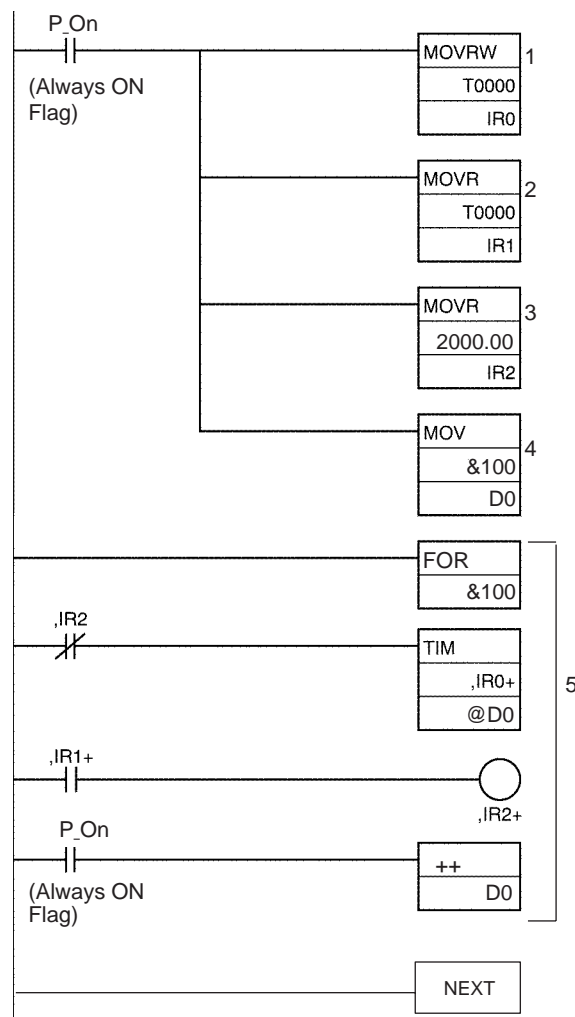 P_On
(Always ON
Flag)
MOVRW
1
T0000
IR0
MOVR
2
T0000
IR1
MOVR
3
2000.00
IR2
MOV
4
&100
D0
FOR
&100
,IR2
TIM
,IR0+
@D0
5
,IR1+
,IR2+
P_On
(Always ON
Flag)
++
D0
NEXT